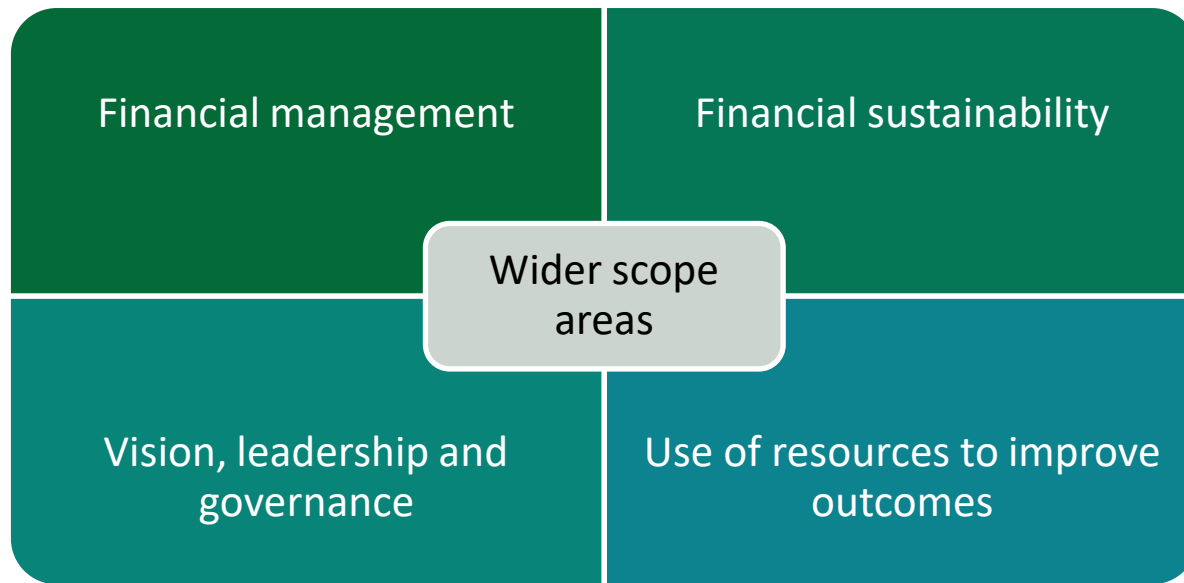 Financial management
Financial sustainability
Wider scope
areas
Vision, leadership and
governance
Use of resources to improve
outcomes